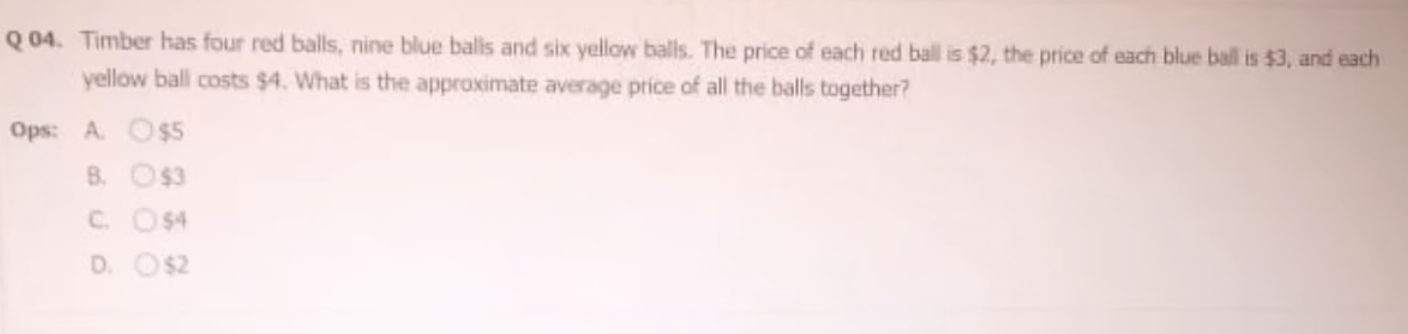 Q 04. Timber has four red balls, nine blue balls and six yellow balls. The price of each red ball is $2, the price of each blue ball is $3, and each
yellow ball costs $4. What is the approximate average price of all the balls together?
Ops: A. $5
B. $3
C. $4
D. $2